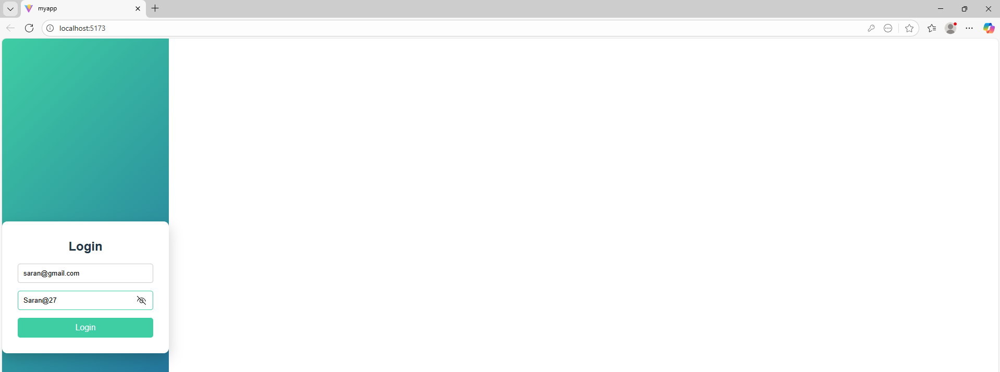 myapp
localhost:5173
Login
saran@gmail.com
Saran@27
Login